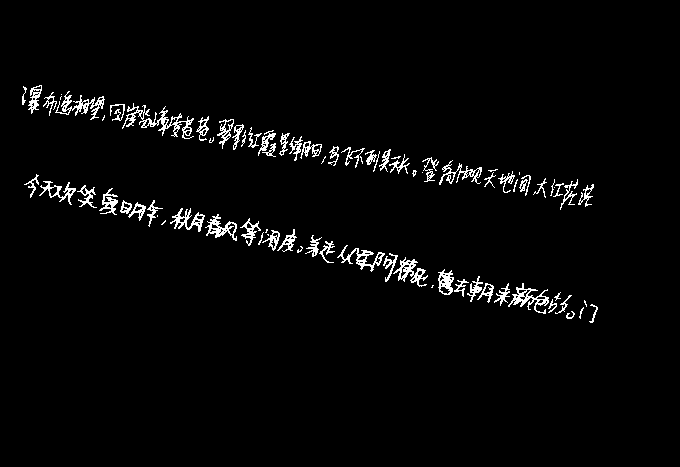 瀑布遥相望,回崖沓嶂凌苍苍。翠影红霞映朝日,鸟飞不到吴天长。登高壮观天地间,大江茫茫
今天欢笑复明年,秋月春风等闲度。弟走从军阿姨死,暮去朝来颜色故。门